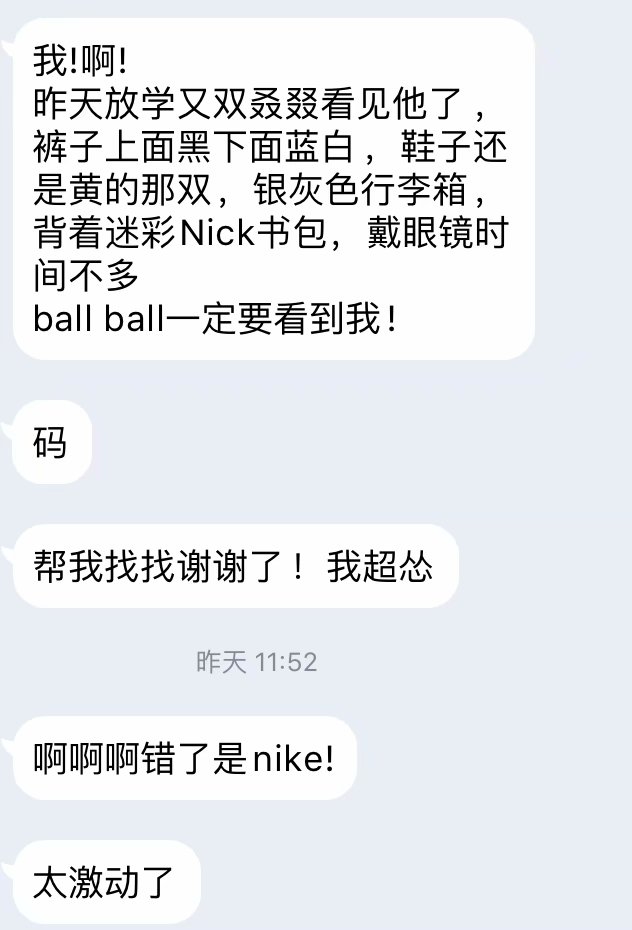 我!啊!
昨天放学又双叒叕看见他了，
裤子上面黑下面蓝白，鞋子还
是黄的那双，银灰色行李箱，
背着迷彩Nick书包，戴眼镜时
间不多
ball ball一定要看到我！
码
帮我找找谢谢了！我超怂
昨天 11:52
啊啊啊错了是nike!
太激动了